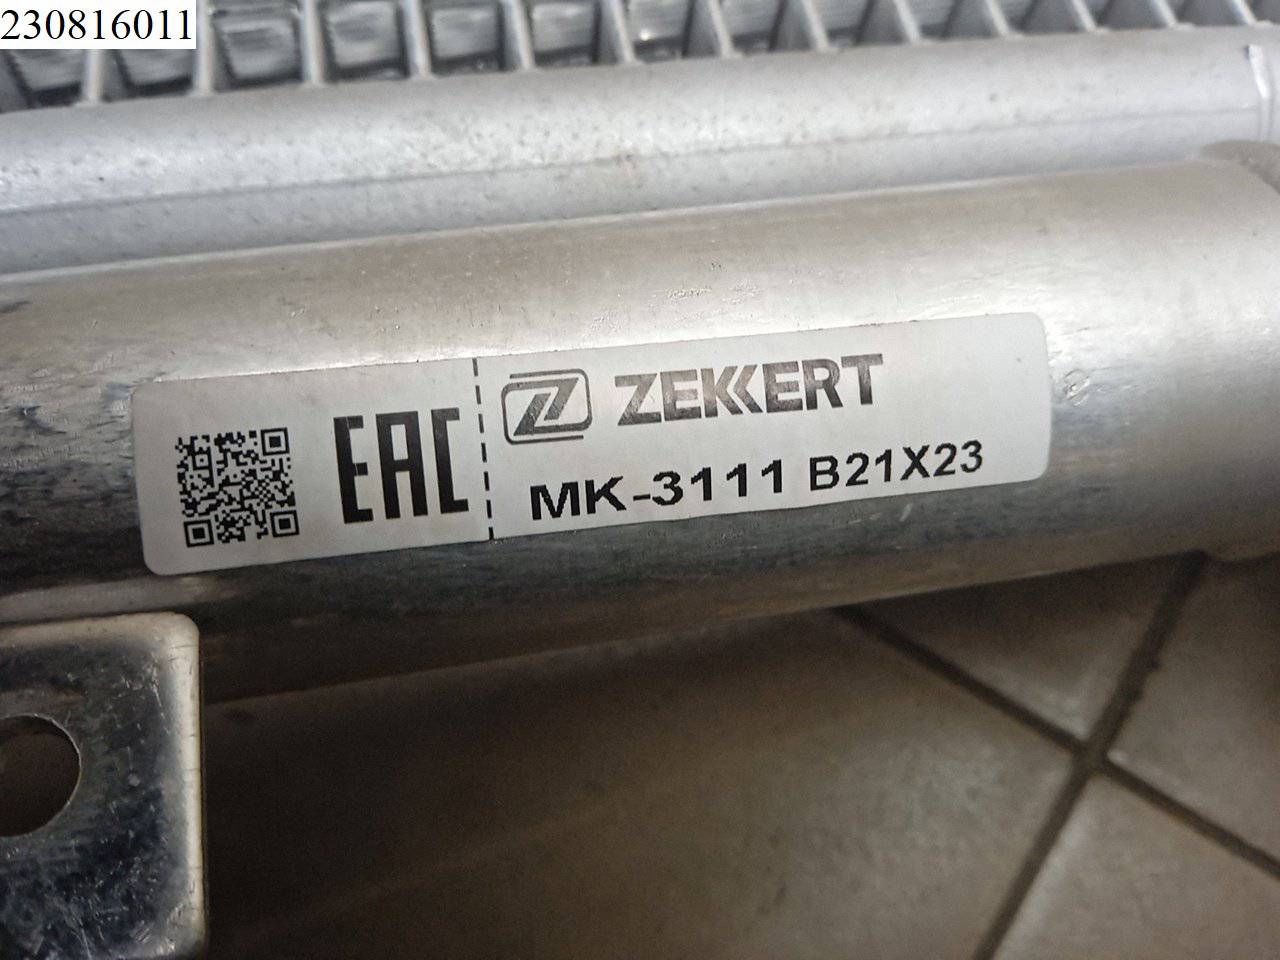 230816011
EAC
ZEKKERT
MK-3111 B21X23